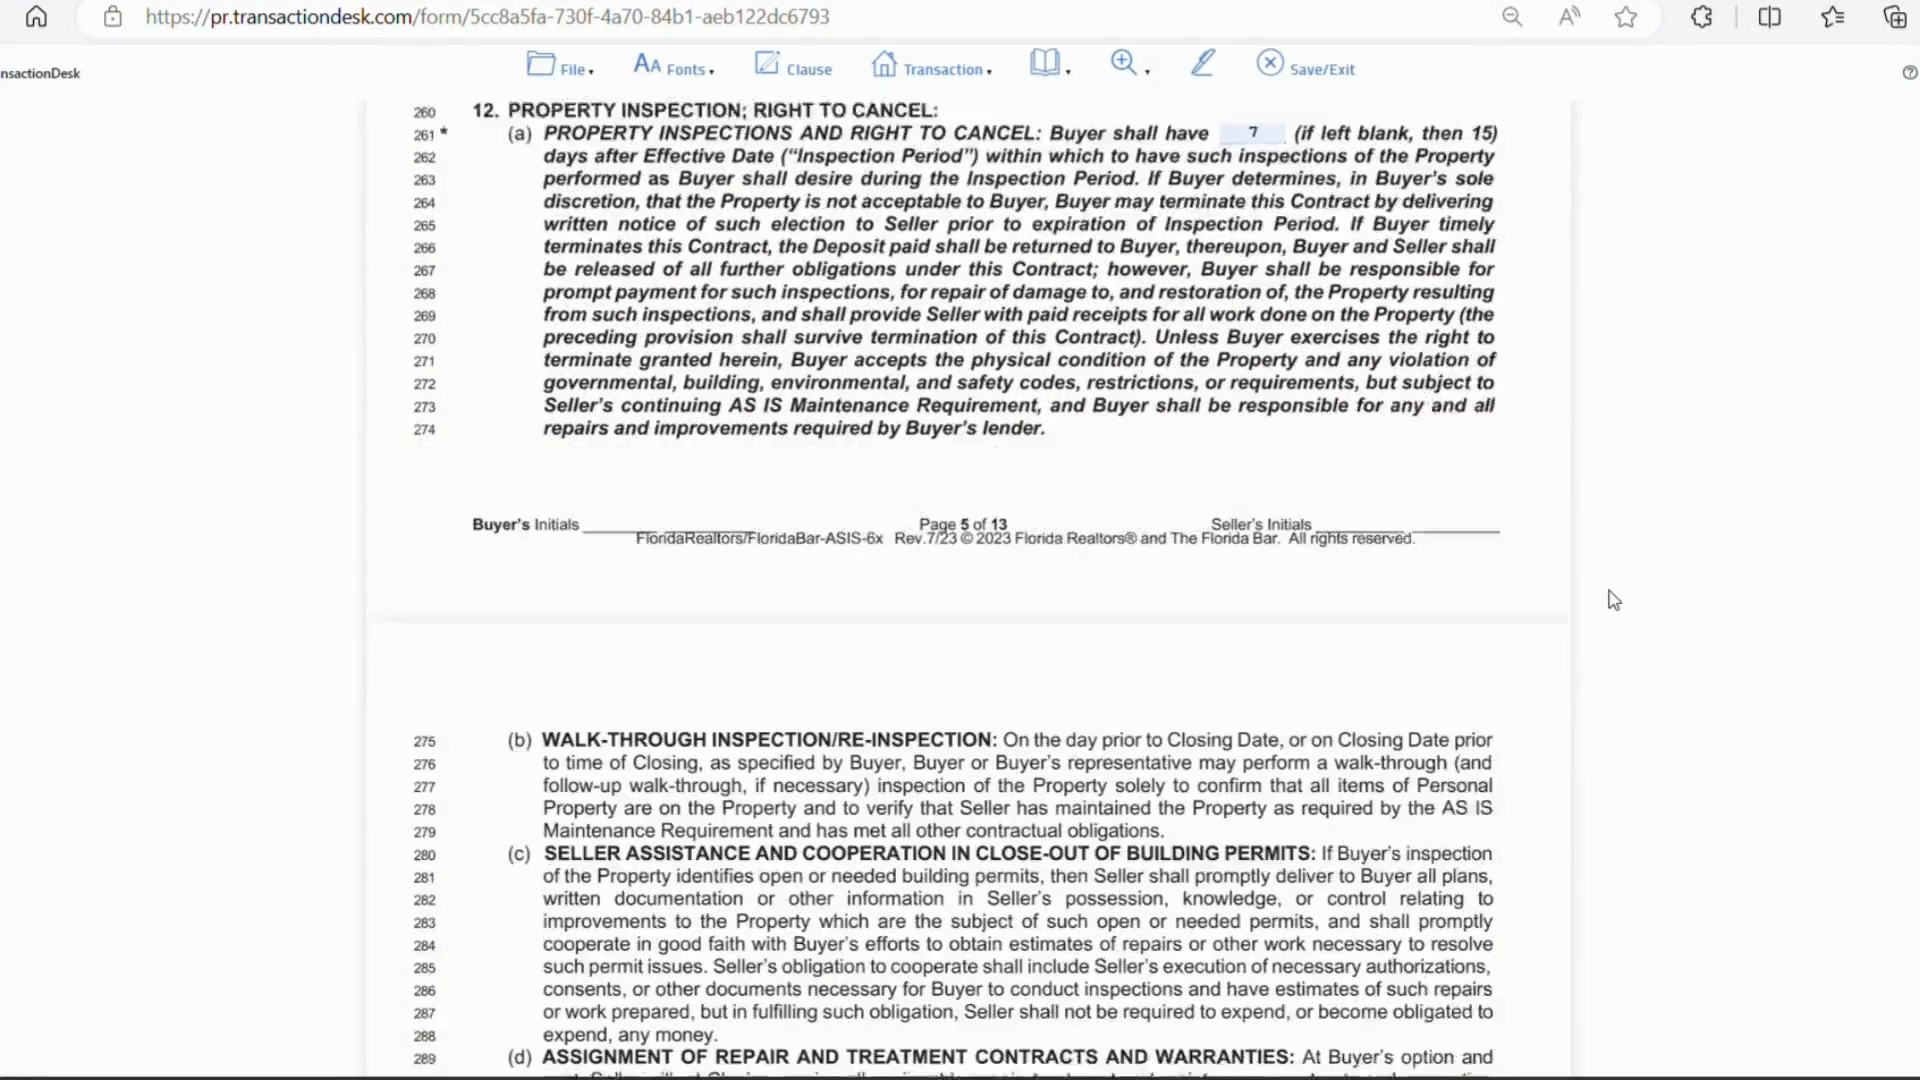 https://pr.transactiondesk.com/form/5cc8a5fa-730f-4a70-84b1-aeb122dc6793
nsactionDesk
File
AA Fonts
Clause
Transaction
Save/Exit
260 12. PROPERTY INSPECTION; RIGHT TO CANCEL:
261 * (a) PROPERTY INSPECTIONS AND RIGHT TO CANCEL: Buyer shall have 7 (if left blank, then 15)
262 days after Effective Date (“Inspection Period”) within which to have such inspections of the Property
263 performed as Buyer shall desire during the Inspection Period. If Buyer determines, in Buyer’s sole
264 discretion, that the Property is not acceptable to Buyer, Buyer may terminate this Contract by delivering
265 written notice of such election to Seller prior to expiration of Inspection Period. If Buyer timely
266 terminates this Contract, the Deposit paid shall be returned to Buyer, thereupon, Buyer and Seller shall
267 be released of all further obligations under this Contract; however, Buyer shall be responsible for
268 prompt payment for such inspections, for repair of damage to, and restoration of, the Property resulting
269 from such inspections, and shall provide Seller with paid receipts for all work done on the Property (the
270 preceding provision shall survive termination of this Contract). Unless Buyer exercises the right to
271 terminate granted herein, Buyer accepts the physical condition of the Property and any violation of
272 governmental, building, environmental, and safety codes, restrictions, or requirements, but subject to
273 Seller’s continuing AS IS Maintenance Requirement, and Buyer shall be responsible for any and all
274 repairs and improvements required by Buyer’s lender.
Buyer’s Initials Page 5 of 13 Seller’s Initials
FloridaRealtors/FloridaBar-ASIS-6x Rev.7/23 © 2023 Florida Realtors® and The Florida Bar. All rights reserved.
275 (b) WALK-THROUGH INSPECTION/RE-INSPECTION: On the day prior to Closing Date, or on Closing Date prior
276 to time of Closing, as specified by Buyer, Buyer or Buyer’s representative may perform a walk-through (and
277 follow-up walk-through, if necessary) inspection of the Property solely to confirm that all items of Personal
278 Property are on the Property and to verify that Seller has maintained the Property as required by the AS IS
279 Maintenance Requirement and has met all other contractual obligations.
280 (c) SELLER ASSISTANCE AND COOPERATION IN CLOSE-OUT OF BUILDING PERMITS: If Buyer’s inspection
281 of the Property identifies open or needed building permits, then Seller shall promptly deliver to Buyer all plans,
282 written documentation or other information in Seller’s possession, knowledge, or control relating to
283 improvements to the Property which are the subject of such open or needed permits, and shall promptly
284 cooperate in good faith with Buyer’s efforts to obtain estimates of repairs or other work necessary to resolve
285 such permit issues. Seller’s obligation to cooperate shall include Seller’s execution of necessary authorizations,
286 consents, or other documents necessary for Buyer to conduct inspections and have estimates of such repairs
287 or work prepared, but in fulfilling such obligation, Seller shall not be required to expend, or become obligated to
288 expend, any money.
289 (d) ASSIGNMENT OF REPAIR AND TREATMENT CONTRACTS AND WARRANTIES: At Buyer’s option and